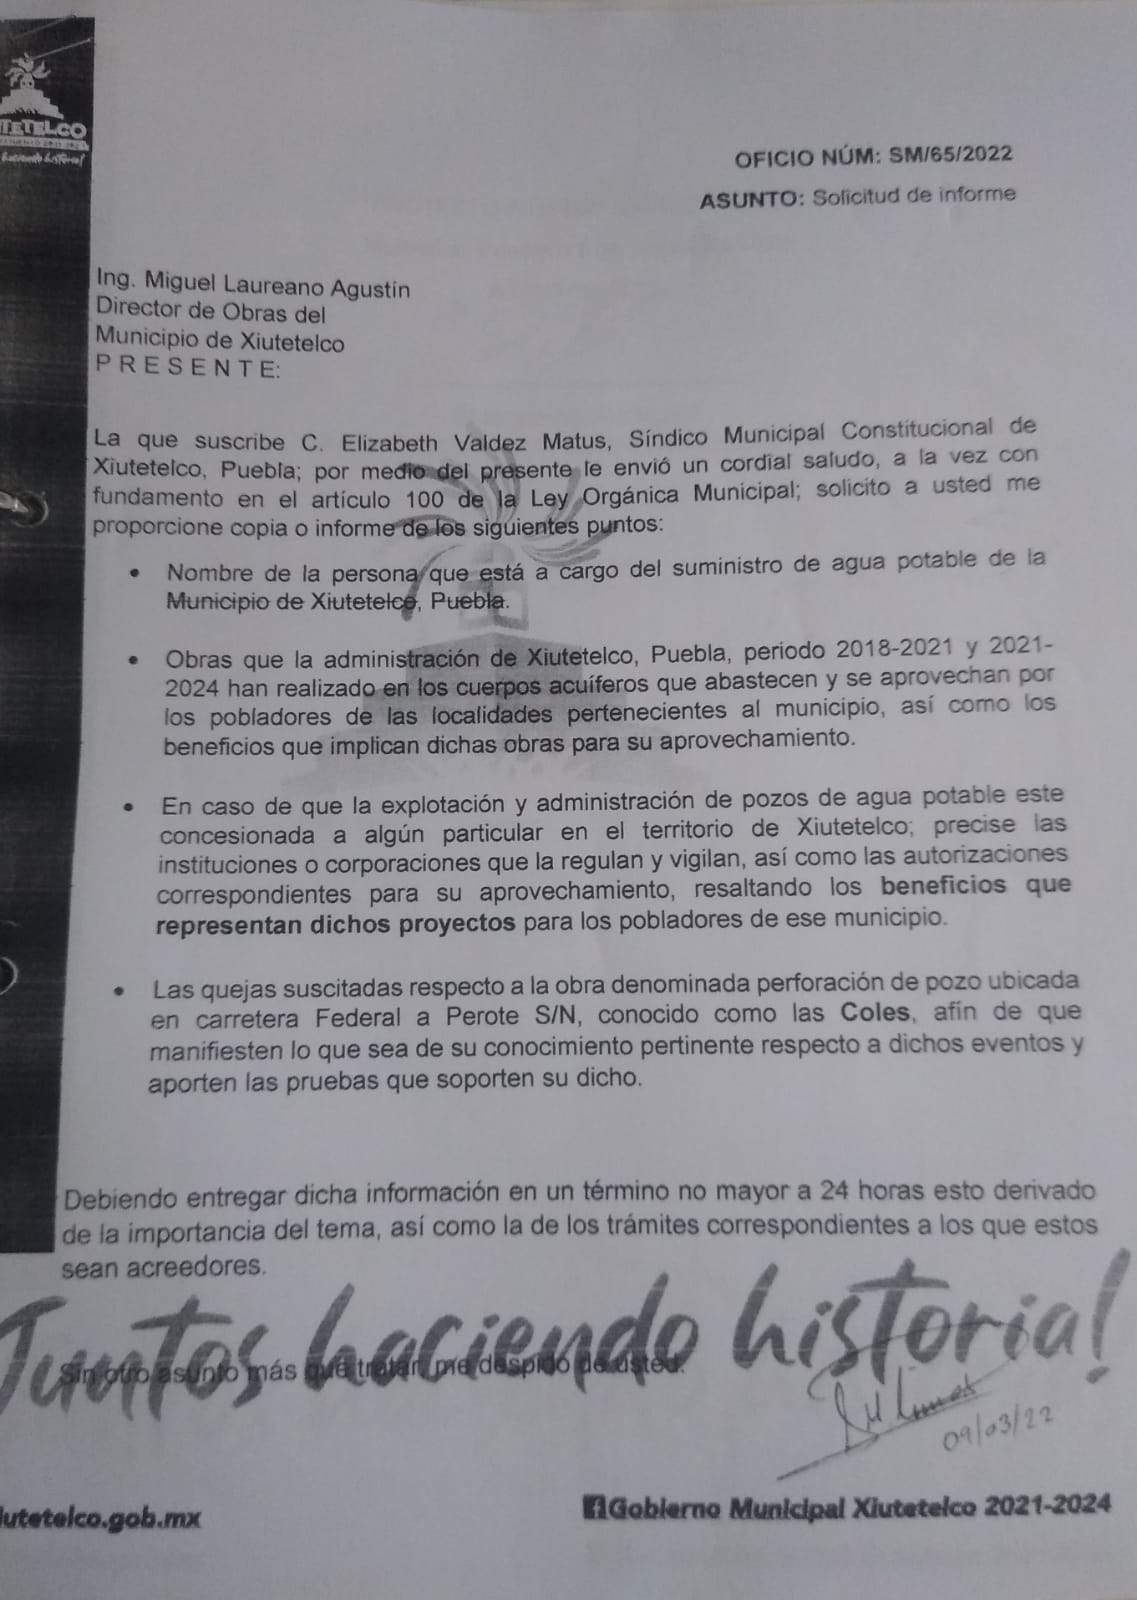 TETELCO
haciendo historia!
OFICIO NÚM: SM/65/2022
ASUNTO: Solicitud de informe
Ing. Miguel Laureano Agustín
Director de Obras del
Municipio de Xiutetelco
P R E S E N T E:
La que suscribe C. Elizabeth Valdez Matus, Síndico Municipal Constitucional de
Xiutetelco, Puebla; por medio del presente le envió un cordial saludo, a la vez con
fundamento en el artículo 100 de la Ley Orgánica Municipal; solicito a usted me
proporcione copia o informe de los siguientes puntos:
• Nombre de la persona que está a cargo del suministro de agua potable de la
Municipio de Xiutetelco, Puebla.
• Obras que la administración de Xiutetelco, Puebla, periodo 2018-2021 y 2021-
2024 han realizado en los cuerpos acuíferos que abastecen y se aprovechan por
los pobladores de las localidades pertenecientes al municipio, así como los
beneficios que implican dichas obras para su aprovechamiento.
• En caso de que la explotación y administración de pozos de agua potable este
concesionada a algún particular en el territorio de Xiutetelco; precise las
instituciones o corporaciones que la regulan y vigilan, así como las autorizaciones
correspondientes para su aprovechamiento, resaltando los beneficios que
representan dichos proyectos para los pobladores de ese municipio.
• Las quejas suscitadas respecto a la obra denominada perforación de pozo ubicada
en carretera Federal a Perote S/N, conocido como las Coles, afín de que
manifiesten lo que sea de su conocimiento pertinente respecto a dichos eventos y
aporten las pruebas que soporten su dicho.
Debiendo entregar dicha información en un término no mayor a 24 horas esto derivado
de la importancia del tema, así como la de los trámites correspondientes a los que estos
sean acreedores.
Juntos haciendo historia!
Sin otro asunto más que tratar, me despido de usted.
09/03/22
iutetelco.gob.mx
Gobierno Municipal Xiutetelco 2021-2024